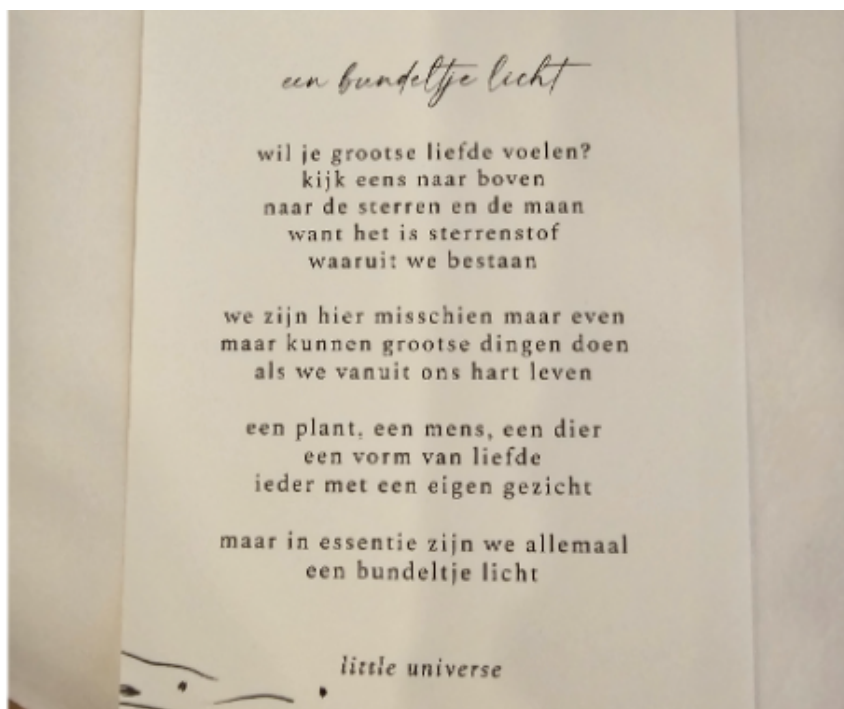 een bundeltje licht
wil je grootse liefde voelen?
kijk eens naar boven
naar de sterren en de maan
want het is sterrenstof
waaruit we bestaan
we zijn hier misschien maar even
maar kunnen grootse dingen doen
als we vanuit ons hart leven
een plant, een mens, een dier
een vorm van liefde
ieder met een eigen gezicht
maar in essentie zijn we allemaal
een bundeltje licht
little universe